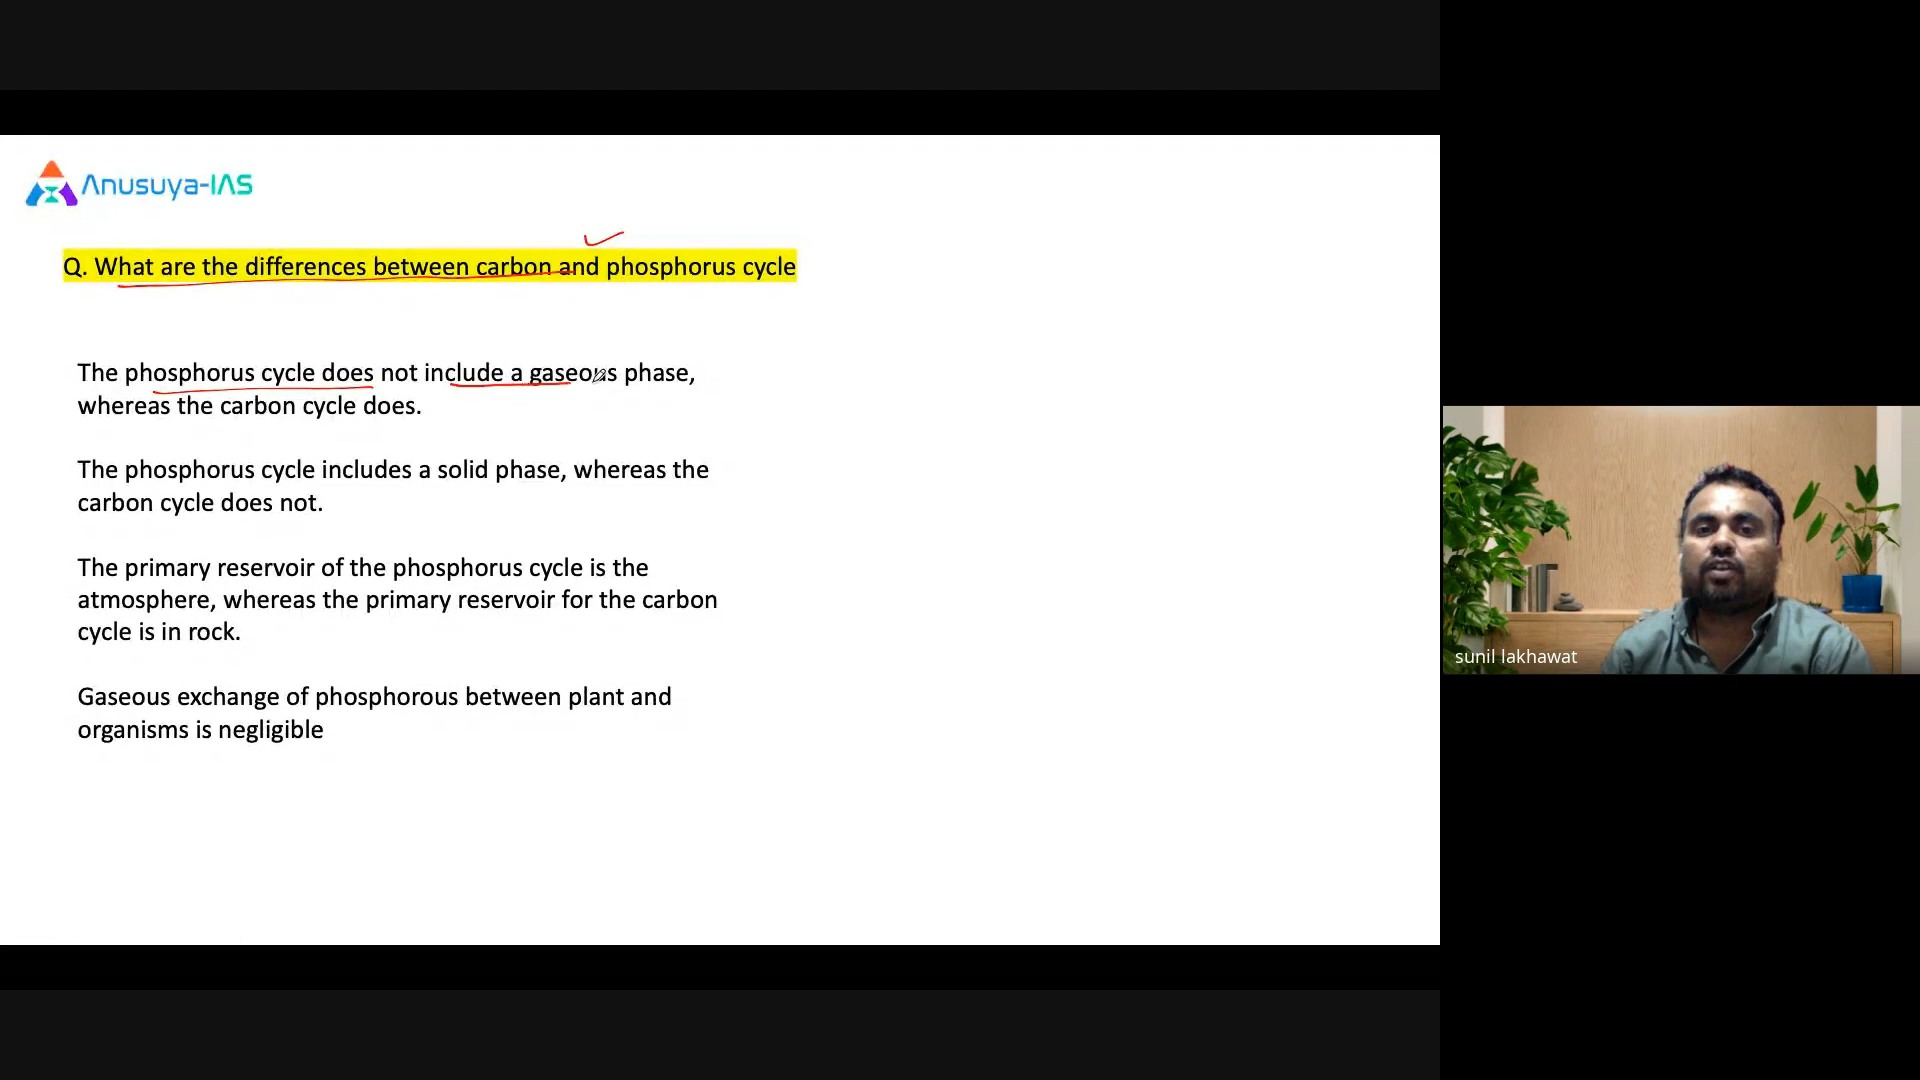 Anusuya-IAS
Q. What are the differences between carbon and phosphorus cycle
The phosphorus cycle does not include a gaseous phase,
whereas the carbon cycle does.
The phosphorus cycle includes a solid phase, whereas the
carbon cycle does not.
The primary reservoir of the phosphorus cycle is the
atmosphere, whereas the primary reservoir for the carbon
cycle is in rock.
Gaseous exchange of phosphorous between plant and
organisms is negligible
sunil lakhawat